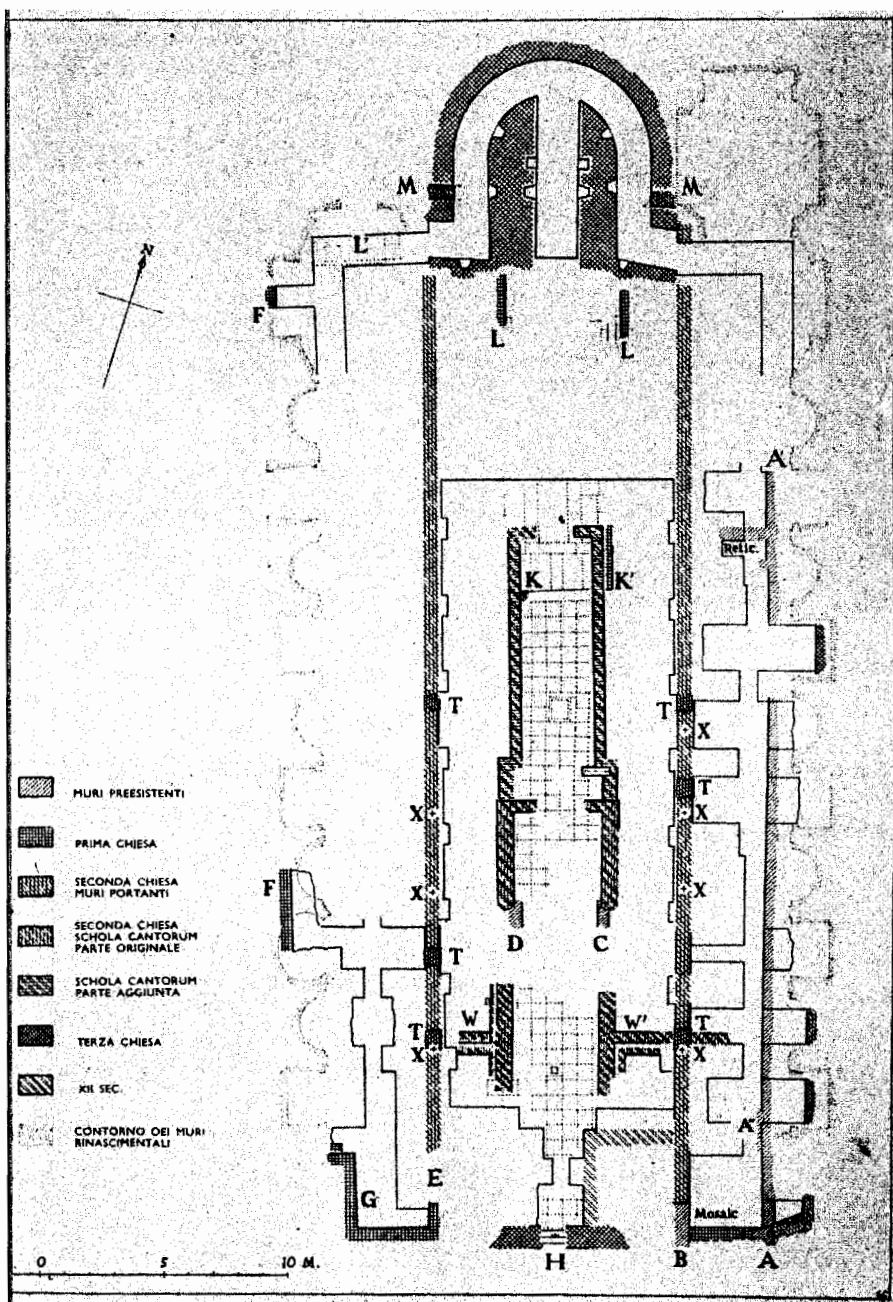 M M
L'
N
F
L L
A'
Relic.
K K'
T T
X
T
X X
F
X X
D C
T
W W'
T T
X X
A''
E
G
Mosaic
H B A
MURI PREESISTENTI
PRIMA CHIESA
SECONDA CHIESA
MURI PORTANTI
SECONDA CHIESA
SCHOLA CANTORUM
PARTE ORIGINALE
SCHOLA CANTORUM
PARTE AGGIUNTA
TERZA CHIESA
XII SEC.
CONTORNO DEI MURI
RINASCIMENTALI
0 5 10 M.